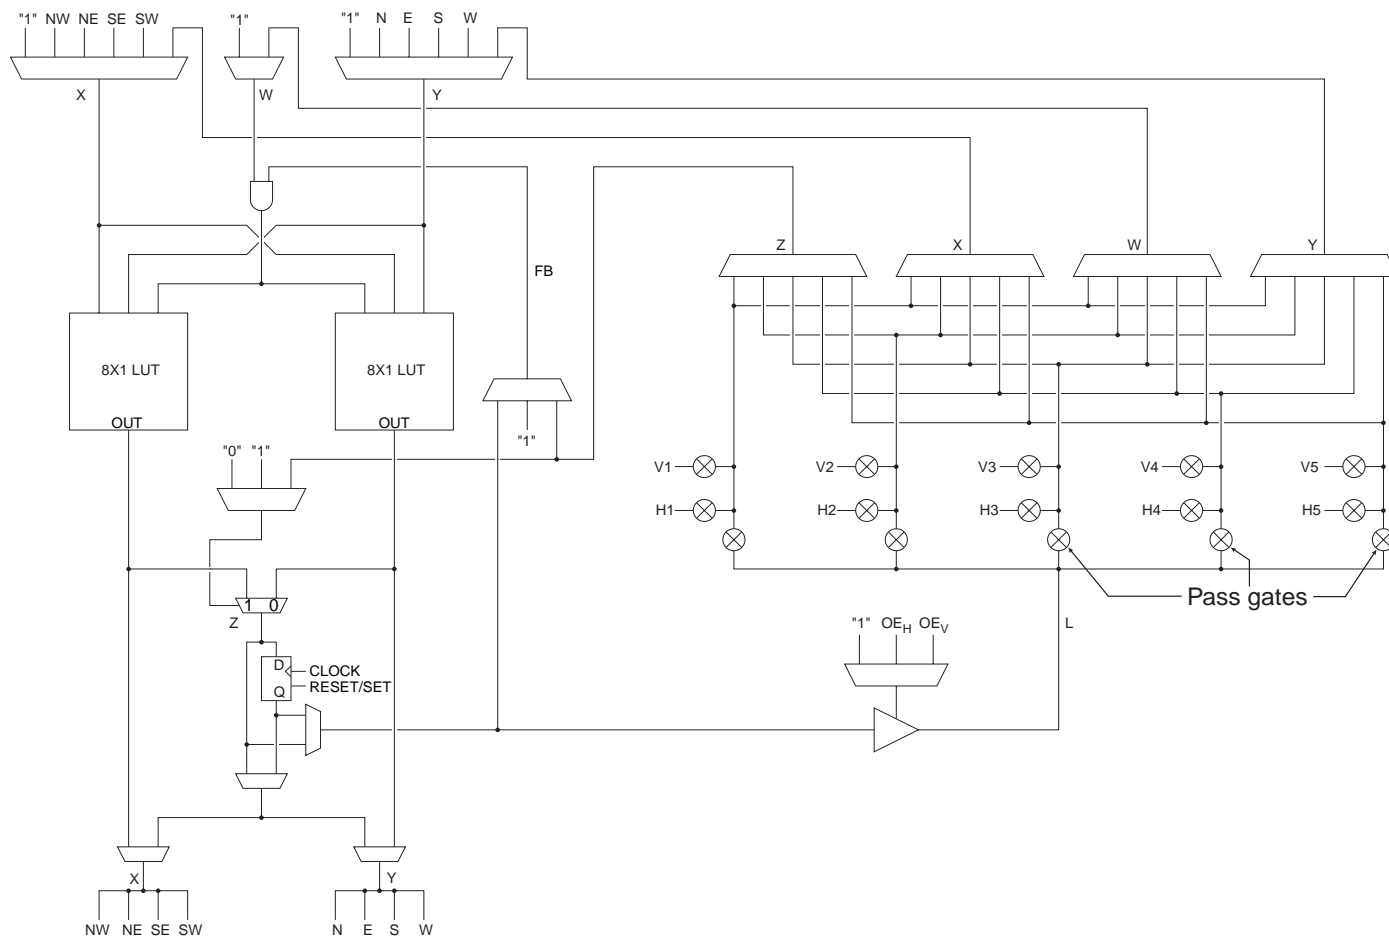 "1" NW NE SE SW
"1"
"1" N E S W
X
W
Y
Z
X
W
Y
FB
8X1 LUT
OUT
8X1 LUT
OUT
"1"
"0" "1"
V1
V2
V3
V4
V5
H1
H2
H3
H4
H5
Pass gates
1 0
Z
L
"1" OEH OEV
D
Q
CLOCK
RESET/SET
X
Y
NW NE SE SW
N E S W